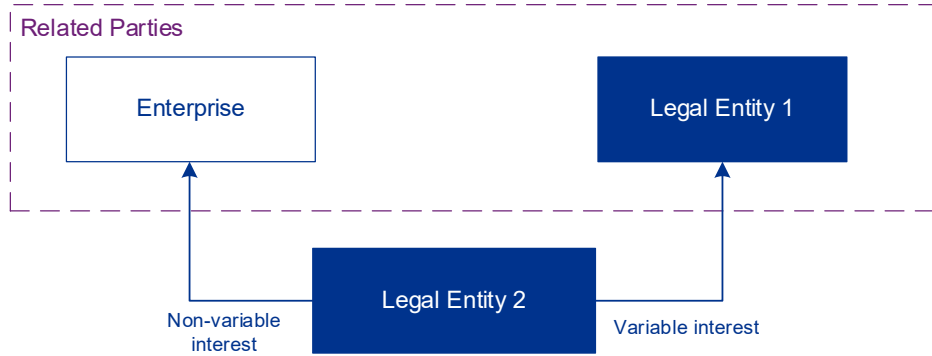 Related Parties
Enterprise
Legal Entity 1
Legal Entity 2
Non-variable
interest
Variable interest